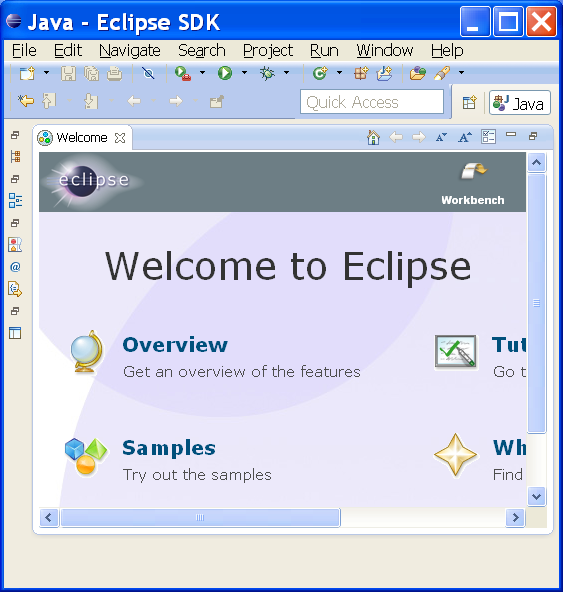 Java - Eclipse SDK
File Edit Navigate Search Project Run Window Help
Quick Access
Java
Welcome
eclipse
Workbench
Welcome to Eclipse
Overview
Tut
Get an overview of the features
Go t
Samples
Wh
Try out the samples
Find